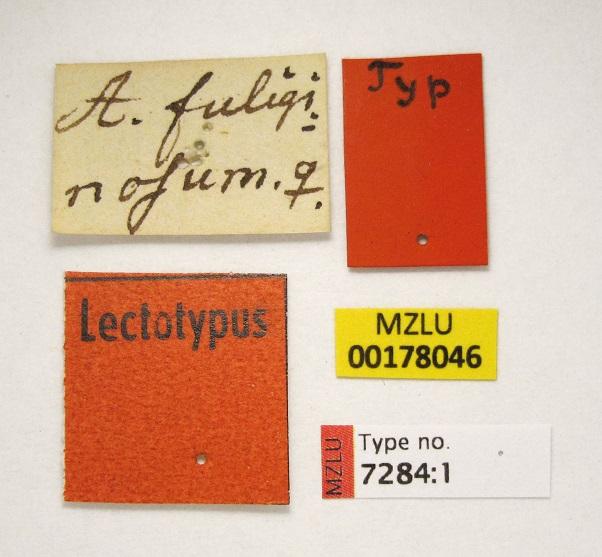 A. fuligi
nosum. ♀.
Typ
Lectotypus
MZLU
00178046
MZLU
Type no.
7284:1